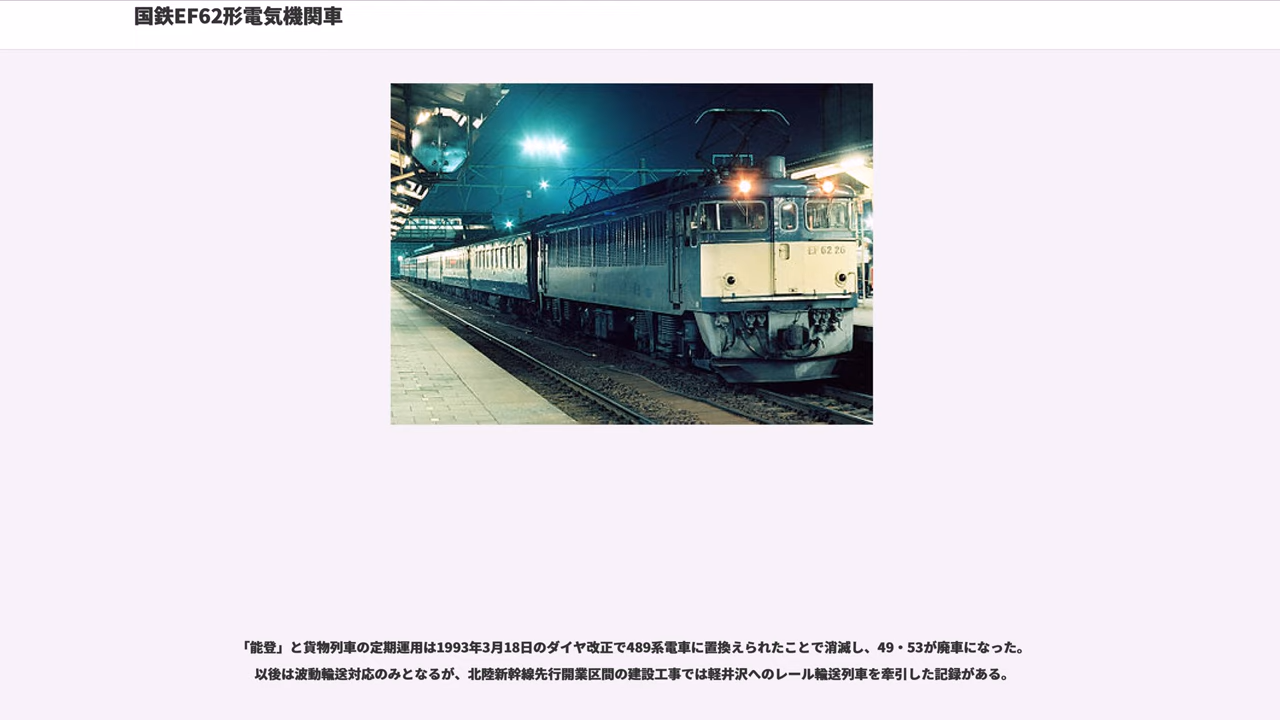 国鉄EF62形電気機関車
EF 62 26
「能登」と貨物列車の定期運用は1993年3月18日のダイヤ改正で489系電車に置換えられたことで消滅し、49・53が廃車になった。
以後は波動輸送対応のみとなるが、北陸新幹線先行開業区間の建設工事では軽井沢へのレール輸送列車を牽引した記録がある。